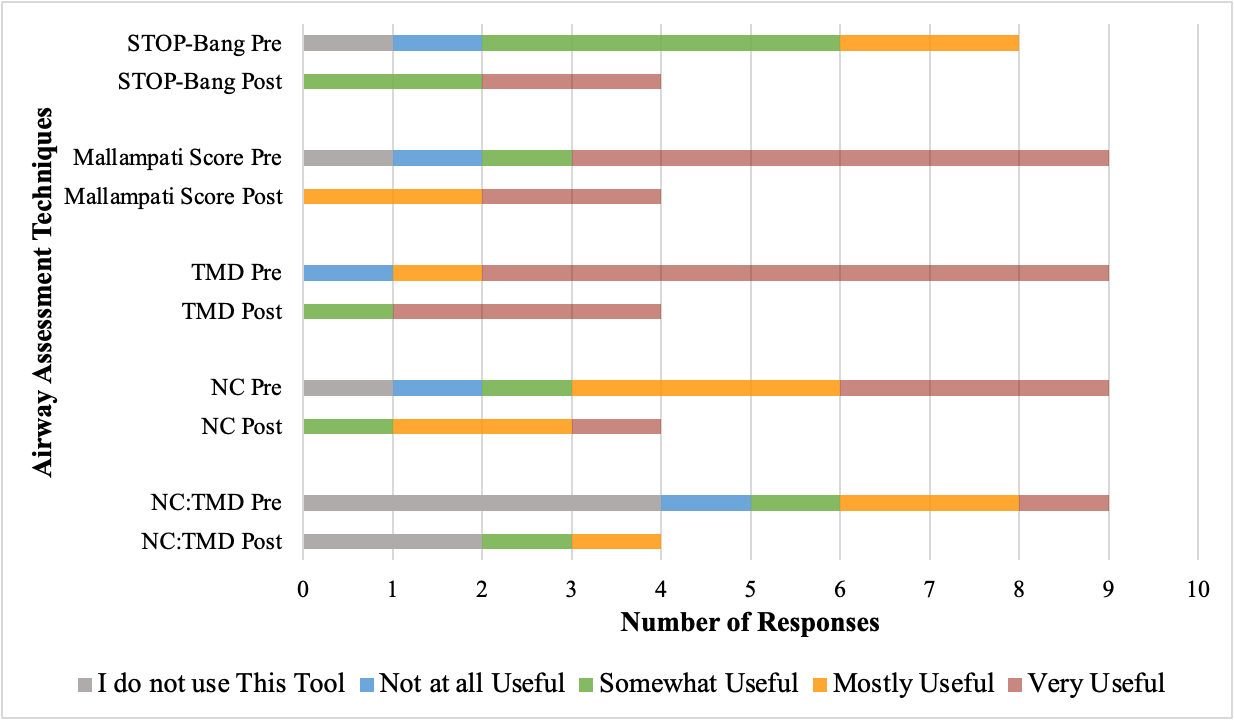 STOP-Bang Pre
STOP-Bang Post
Mallampati Score Pre
Mallampati Score Post
TMD Pre
TMD Post
NC Pre
NC Post
NC:TMD Pre
NC:TMD Post
Airway Assessment Techniques
0 1 2 3 4 5 6 7 8 9 10
Number of Responses
I do not use This Tool Not at all Useful Somewhat Useful Mostly Useful Very Useful